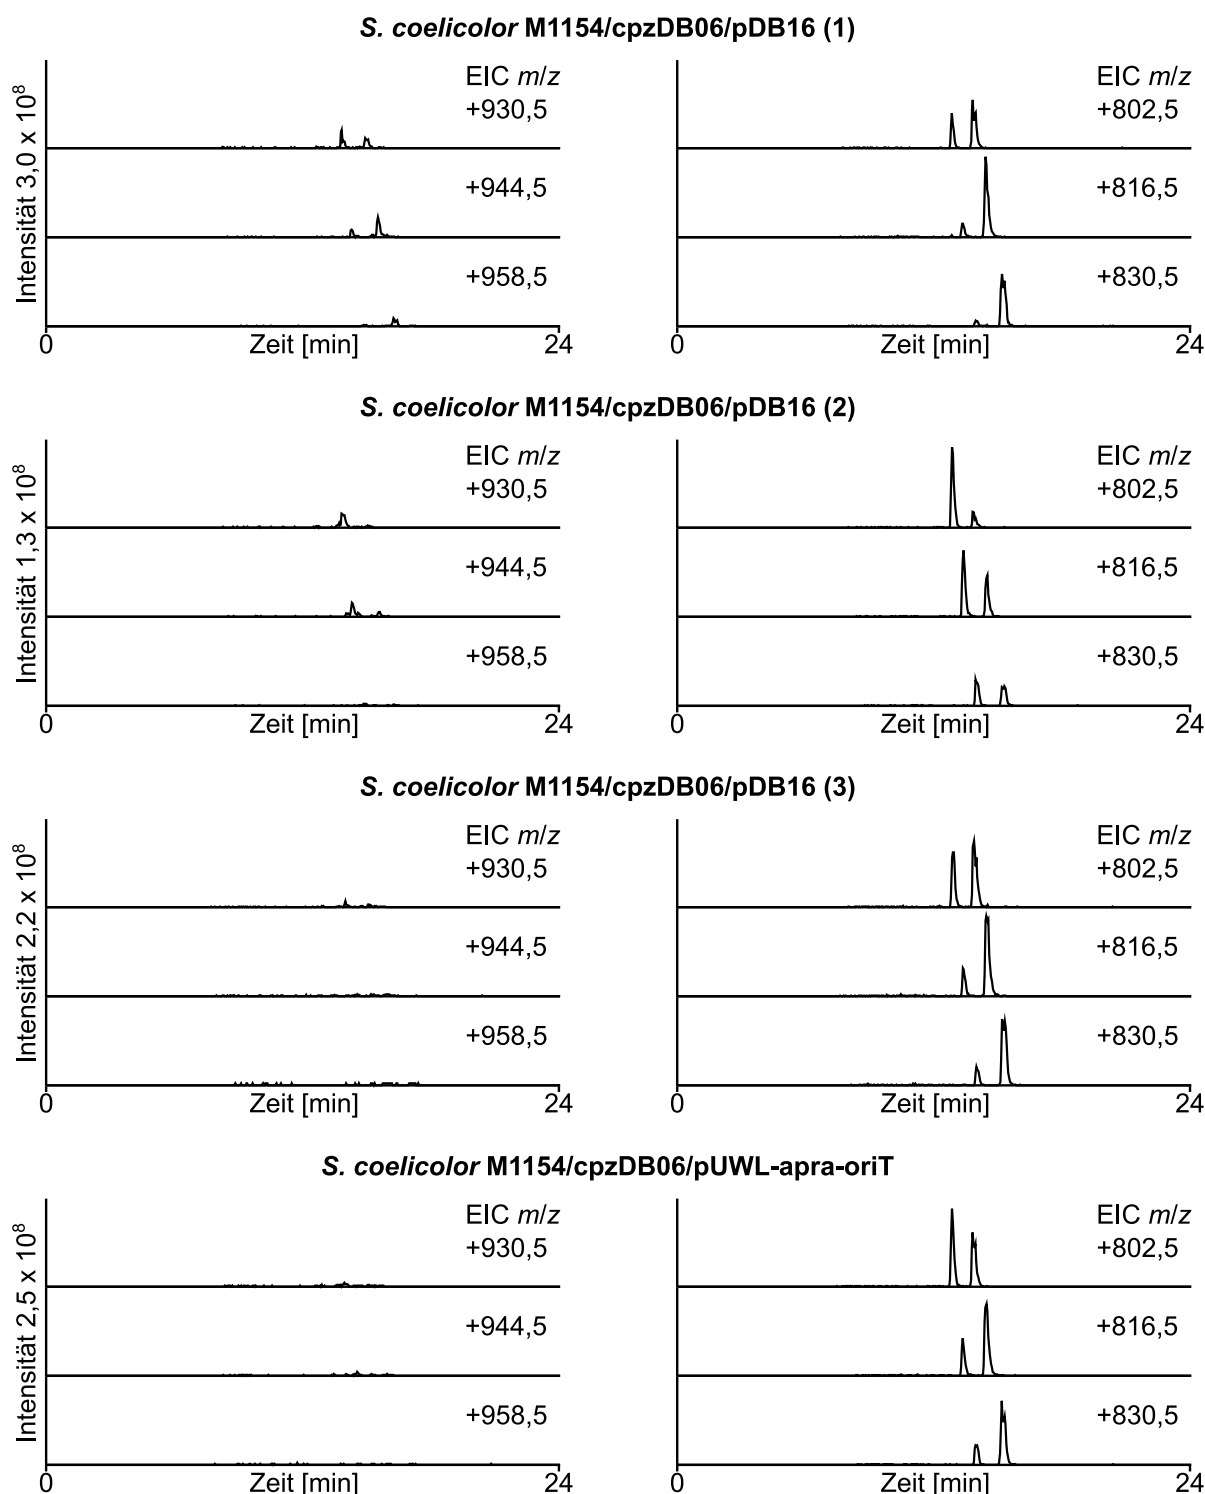 S. coelicolor M1154/cpzDB06/pDB16 (1)
Intensität 3,0 x 10⁸
EIC m/z
+930,5
+944,5
+958,5
0 Zeit [min] 24
EIC m/z
+802,5
+816,5
+830,5
0 Zeit [min] 24
S. coelicolor M1154/cpzDB06/pDB16 (2)
Intensität 1,3 x 10⁸
EIC m/z
+930,5
+944,5
+958,5
0 Zeit [min] 24
EIC m/z
+802,5
+816,5
+830,5
0 Zeit [min] 24
S. coelicolor M1154/cpzDB06/pDB16 (3)
Intensität 2,2 x 10⁸
EIC m/z
+930,5
+944,5
+958,5
0 Zeit [min] 24
EIC m/z
+802,5
+816,5
+830,5
0 Zeit [min] 24
S. coelicolor M1154/cpzDB06/pUWL-apra-oriT
Intensität 2,5 x 10⁸
EIC m/z
+930,5
+944,5
+958,5
0 Zeit [min] 24
EIC m/z
+802,5
+816,5
+830,5
0 Zeit [min] 24